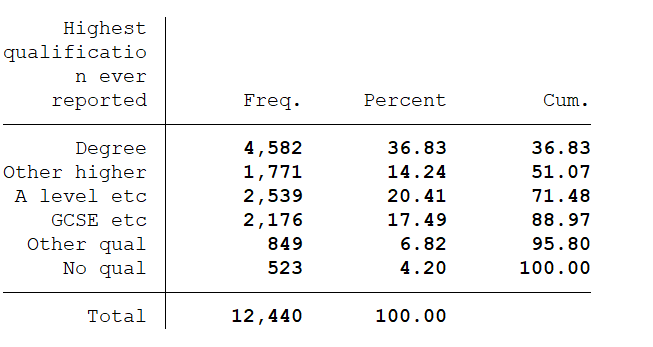 Highest
qualificatio
n ever
reported Freq. Percent Cum.
Degree 4,582 36.83 36.83
Other higher 1,771 14.24 51.07
A level etc 2,539 20.41 71.48
GCSE etc 2,176 17.49 88.97
Other qual 849 6.82 95.80
No qual 523 4.20 100.00
Total 12,440 100.00